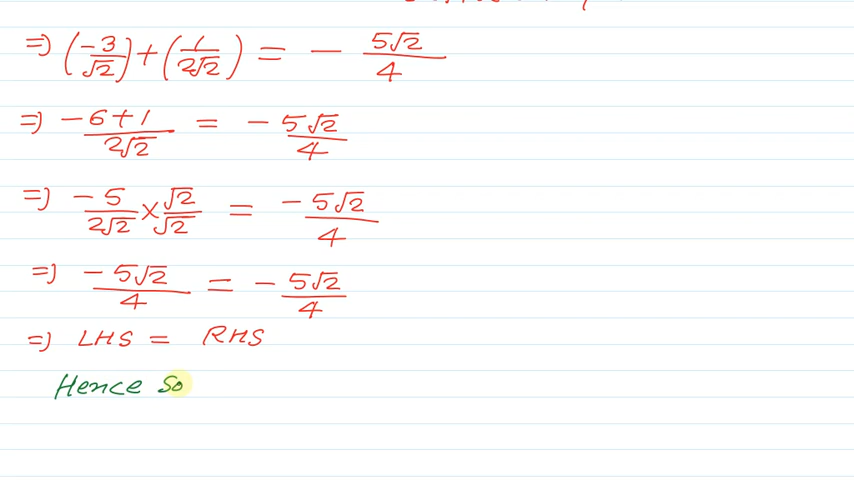 => (-3/√2) + (1/2√2) = - 5√2/4
=> -6+1/2√2 = - 5√2/4
=> -5/2√2 × √2/√2 = -5√2/4
=> -5√2/4 = -5√2/4
=> LHS = RHS
Hence So